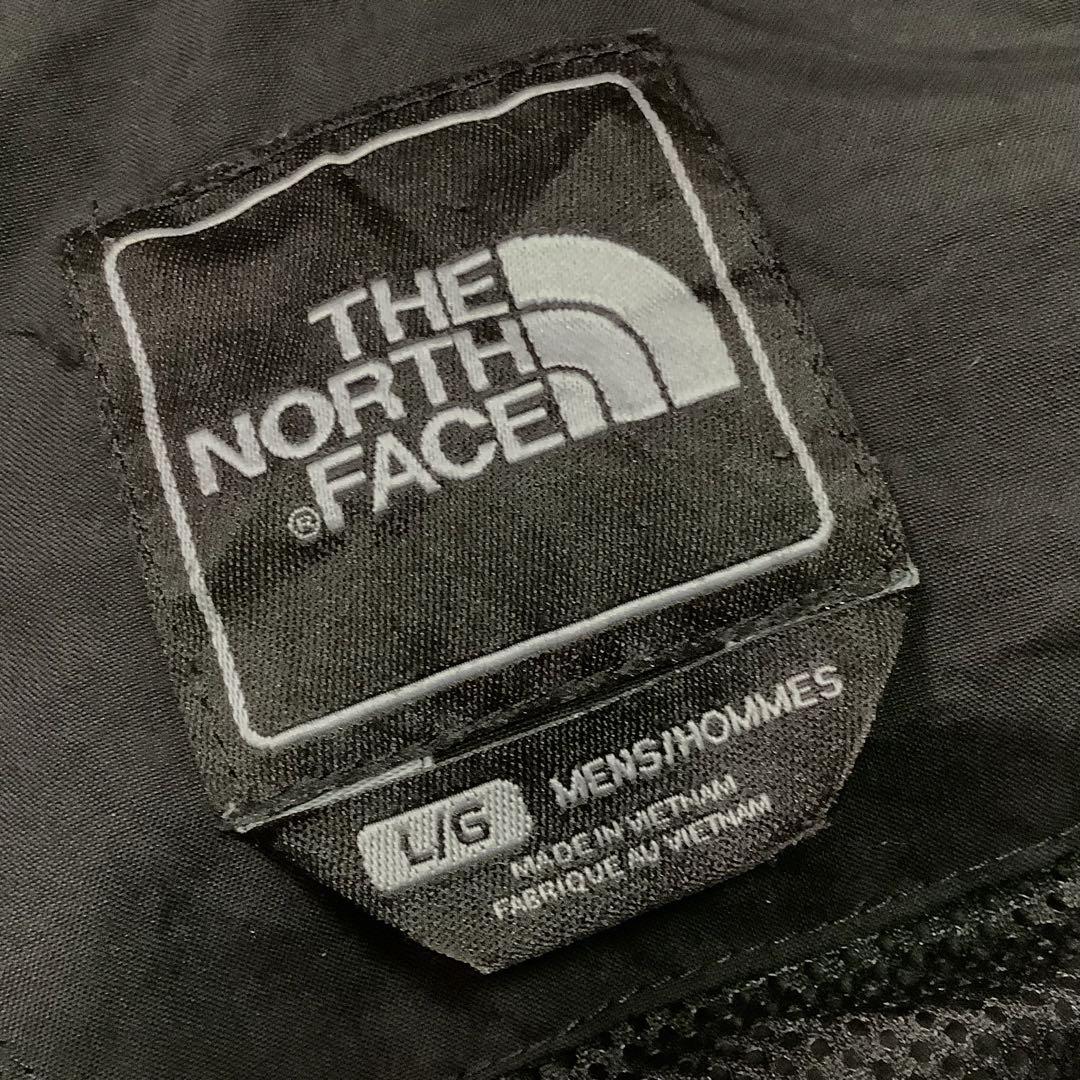 THE
NORTH
®FACE
L/G MENS/HOMMES
MADE IN VIETNAM
FABRIQUE AU VIETNAM